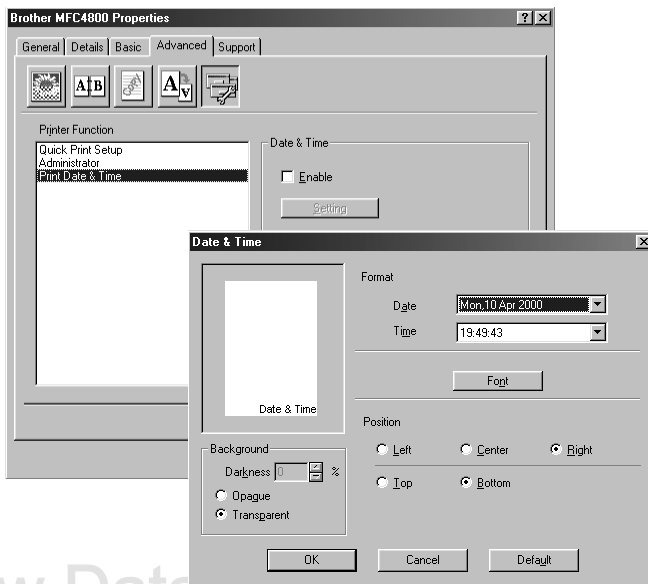 Brother MFC4800 Properties
General Details Basic Advanced Support
A B A V
Printer Function
Quick Print Setup
Administrator
Print Date & Time
Date & Time
Enable
Setting
Date & Time
Date & Time
Format
Date Mon,10 Apr 2000
Time 19:49:43
Font
Position
Left Center Right
Top Bottom
Background
Darkness 0 %
Opague
Transparent
OK Cancel Default